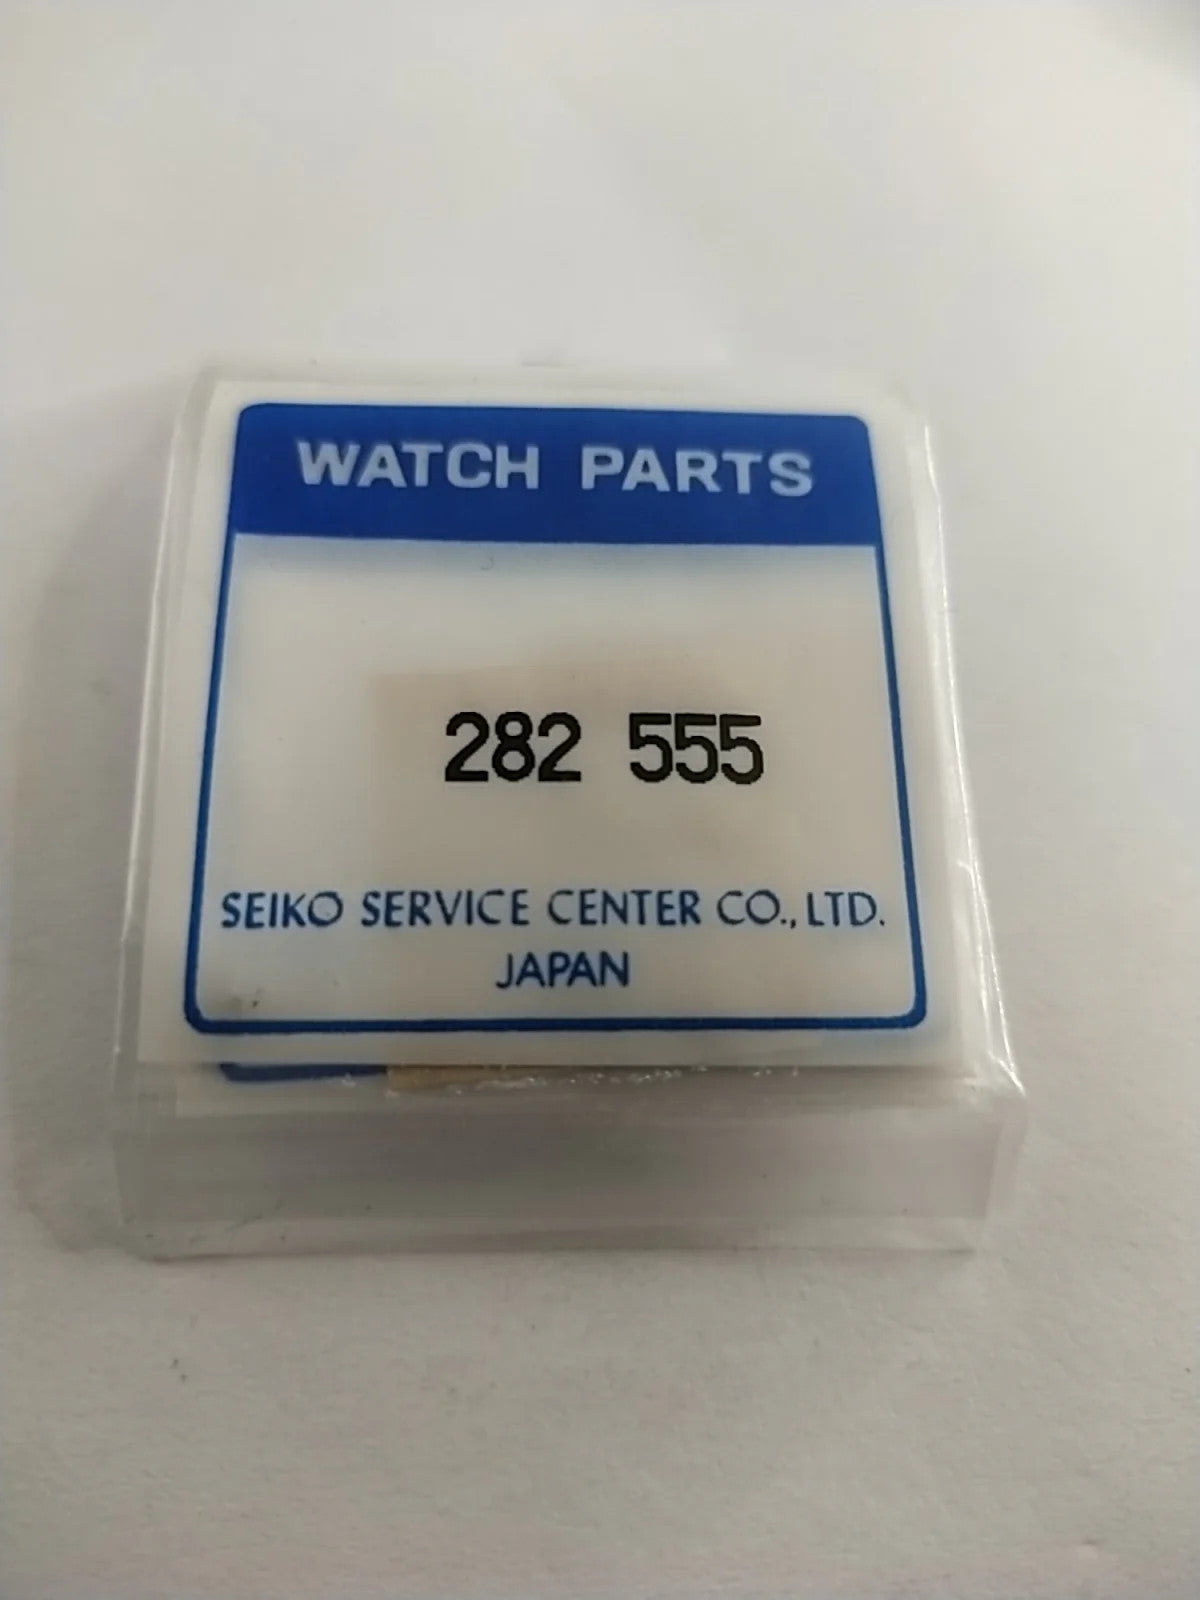 WATCH PARTS
282 555
SEIKO SERVICE CENTER CO., LTD.
JAPAN